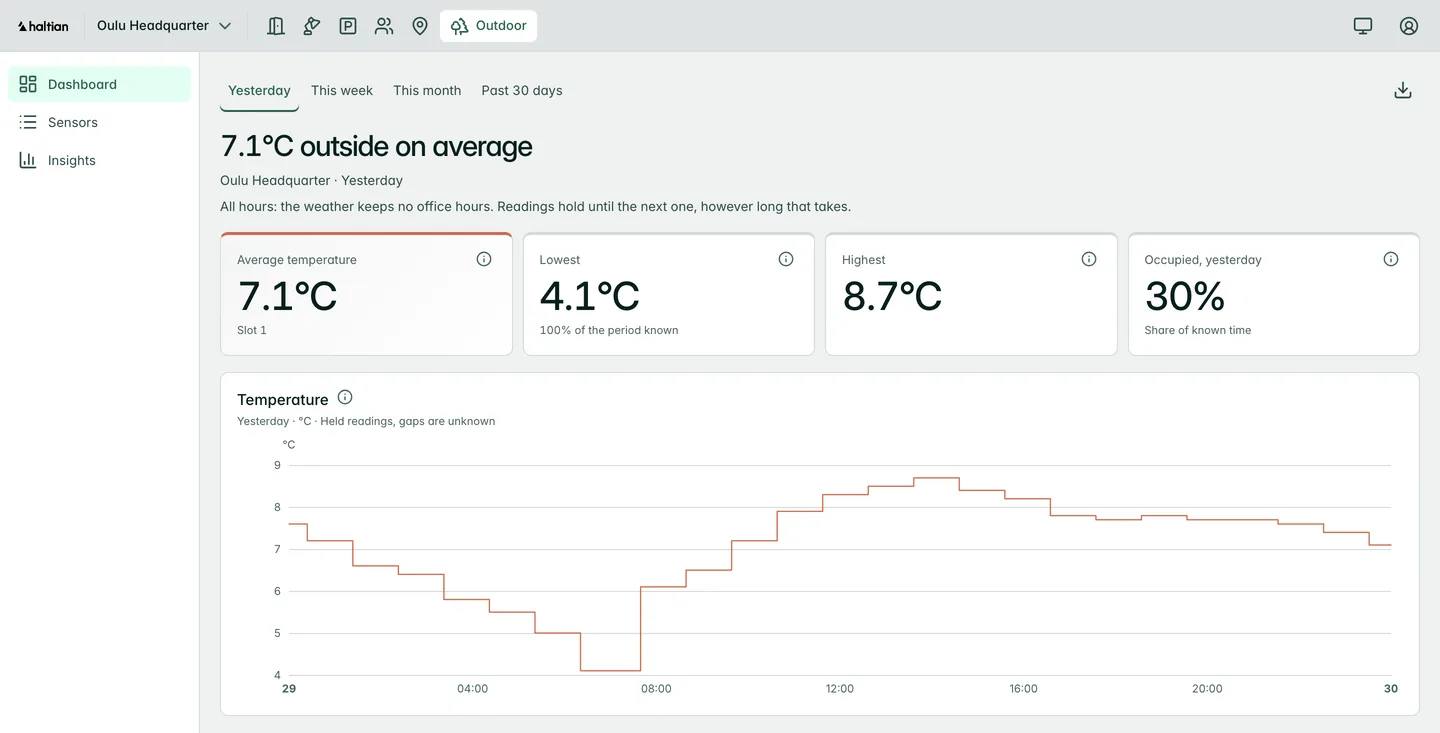 haltian
Oulu Headquarter
P
Outdoor
Dashboard
Sensors
Insights
Yesterday
This week
This month
Past 30 days
7.1°C outside on average
Oulu Headquarter · Yesterday
All hours: the weather keeps no office hours. Readings hold until the next one, however long that takes.
Average temperature
7.1°C
Slot 1
Lowest
4.1°C
100% of the period known
Highest
8.7°C
Occupied, yesterday
30%
Share of known time
Temperature
Yesterday · °C · Held readings, gaps are unknown
°C
9
8
7
6
5
4
29
04:00
08:00
12:00
16:00
20:00
30